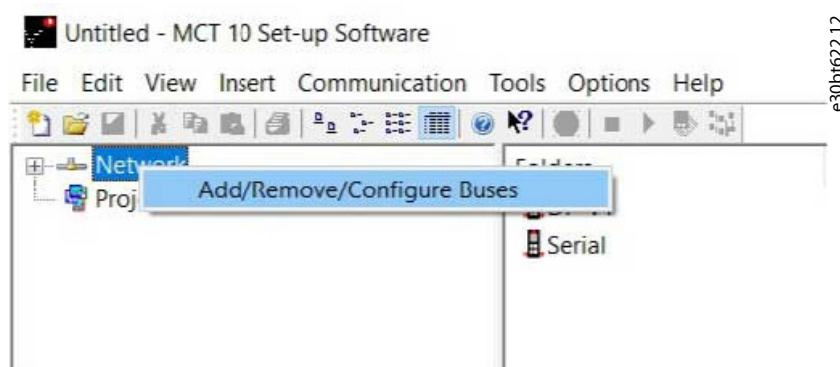 Untitled - MCT 10 Set-up Software
File Edit View Insert Communication Tools Options Help
Network
Add/Remove/Configure Buses
Serial
e30bt622.12